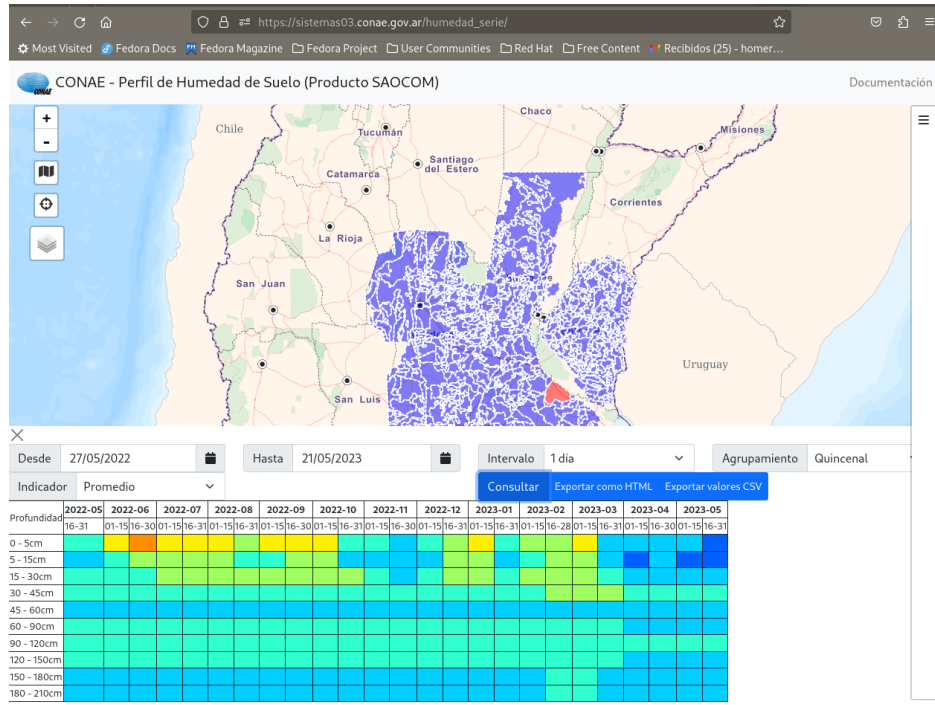 https://sistemas03.conae.gov.ar/humedad_serie/
Most Visited Fedora Docs Fedora Magazine Fedora Project User Communities Red Hat Free Content Recibidos (25) - homer...
CONAE CONAE - Perfil de Humedad de Suelo (Producto SAOCOM) Documentación
+
-
Chile
Chaco
Tucumán
Misiones
Santiago
del Estero
Catamarca
Corrientes
La Rioja
San Juan
Uruguay
San Luis
Desde 27/05/2022 Hasta 21/05/2023 Intervalo 1 día Agrupamiento Quincenal
Indicador Promedio Consultar Exportar como HTML Exportar valores CSV
Profundidad 2022-05 2022-06 2022-07 2022-08 2022-09 2022-10 2022-11 2022-12 2023-01 2023-02 2023-03 2023-04 2023-05
16-31 01-15 16-30 01-15 16-31 01-15 16-31 01-15 16-30 01-15 16-31 01-15 16-30 01-15 16-31 01-15 16-31 01-15 16-28 01-15 16-31 01-15 16-30 01-15 16-31
0 - 5cm
5 - 15cm
15 - 30cm
30 - 45cm
45 - 60cm
60 - 90cm
90 - 120cm
120 - 150cm
150 - 180cm
180 - 210cm